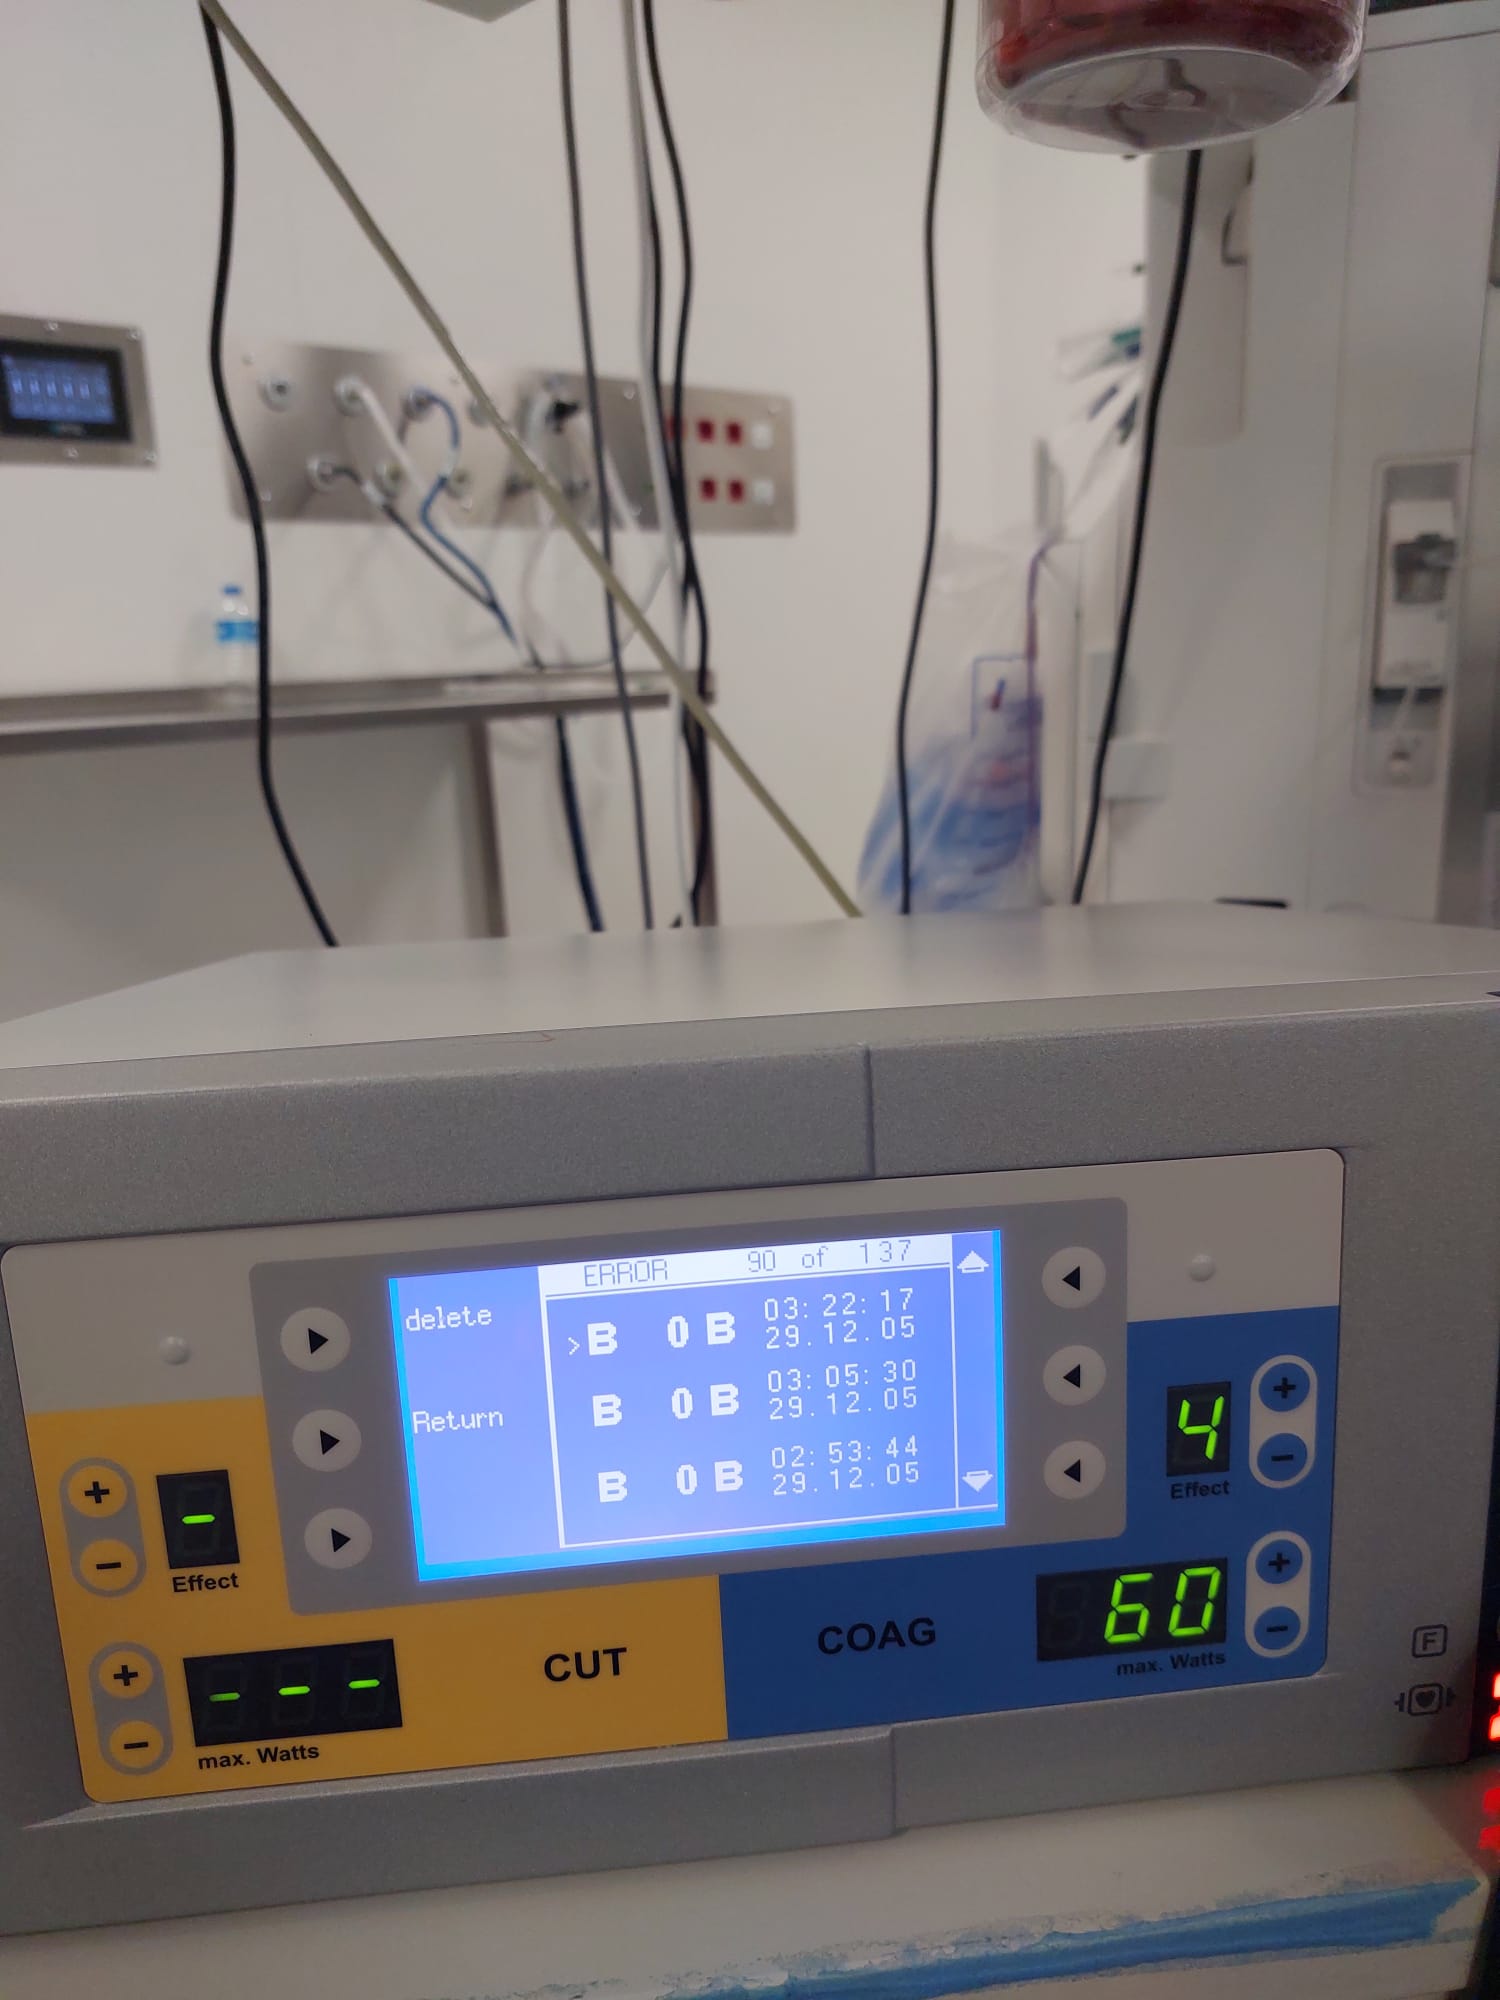 ERROR 90 of 137
delete
>B 0B 03:22:17
29.12.05
Return
B 0B 03:05:30
29.12.05
B 0B 02:53:44
29.12.05
+
-
-
Effect
4
+
-
Effect
+
-
---
max. Watts
CUT
COAG
60
+
-
max. Watts
F